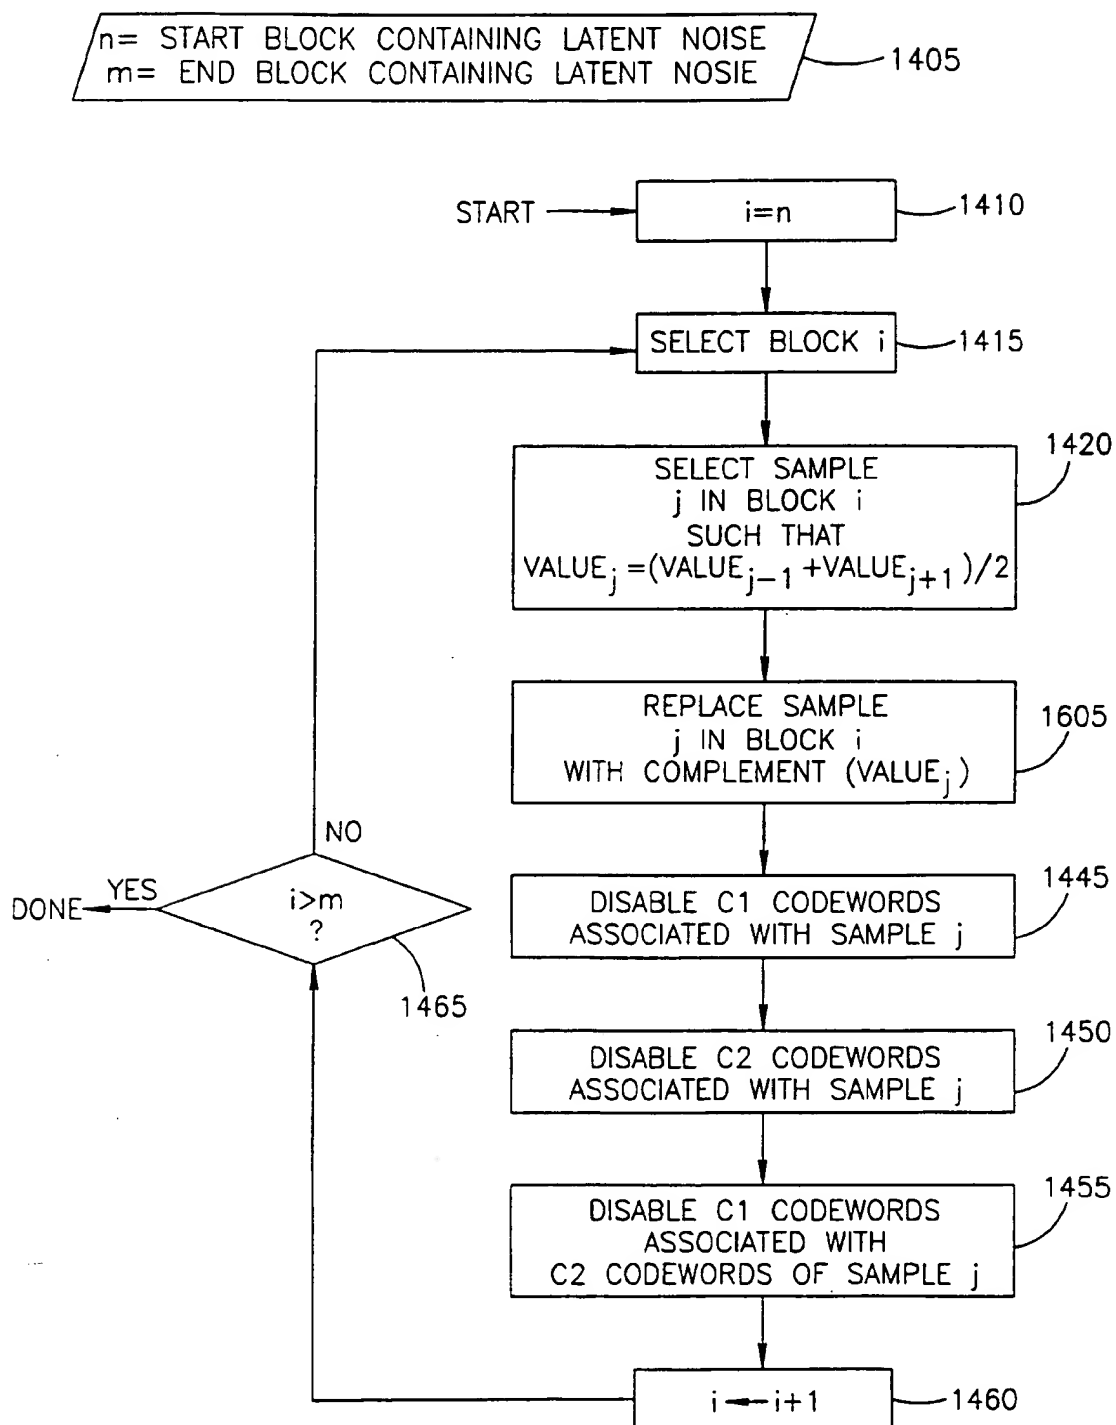 n= START BLOCK CONTAINING LATENT NOISE
m= END BLOCK CONTAINING LATENT NOSIE
1405
START
i=n
1410
SELECT BLOCK i
1415
1420
SELECT SAMPLE
j IN BLOCK i
SUCH THAT
VALUEj =(VALUEj-1 +VALUEj+1 )/2
REPLACE SAMPLE
j IN BLOCK i
WITH COMPLEMENT (VALUEj)
1605
NO
YES
DONE
i>m
?
1465
DISABLE C1 CODEWORDS
ASSOCIATED WITH SAMPLE j
1445
DISABLE C2 CODEWORDS
ASSOCIATED WITH SAMPLE j
1450
DISABLE C1 CODEWORDS
ASSOCIATED WITH
C2 CODEWORDS OF SAMPLE j
1455
i←i+1
1460